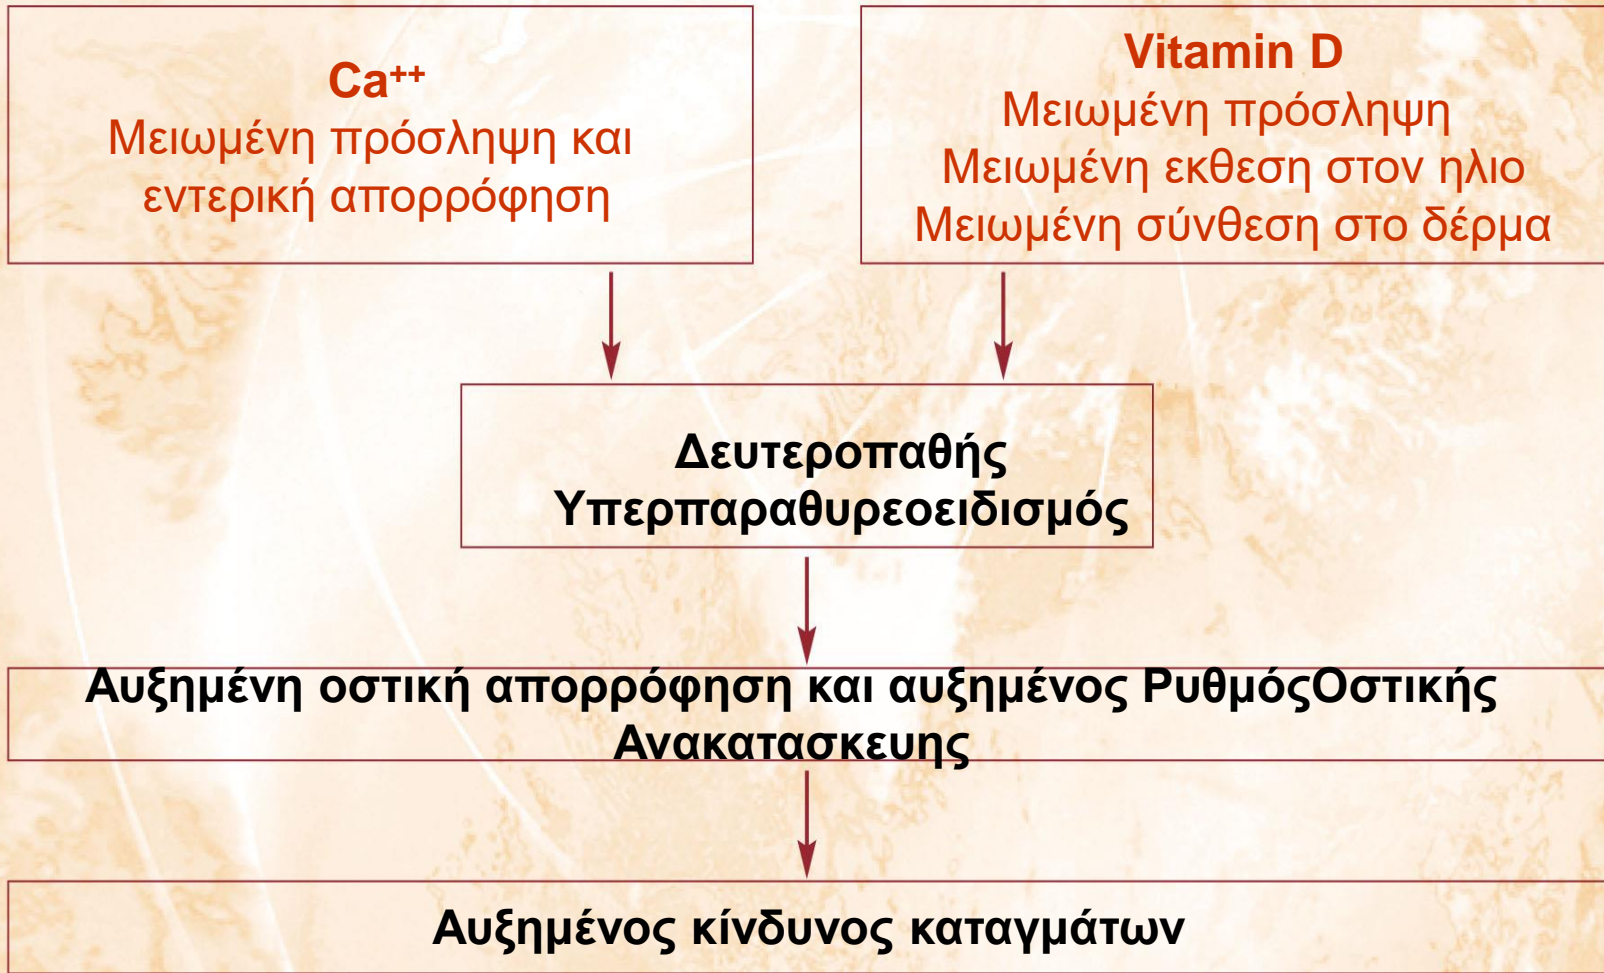 Ca⁺⁺
Μειωμένη πρόσληψη και
εντερική απορρόφηση
Vitamin D
Μειωμένη πρόσληψη
Μειωμένη εκθεση στον ηλιο
Μειωμένη σύνθεση στο δέρμα
Δευτεροπαθής
Υπερπαραθυρεοειδισμός
Αυξημένη οστική απορρόφηση και αυξημένος ΡυθμόςΟστικής
Ανακατασκευης
Αυξημένος κίνδυνος καταγμάτων